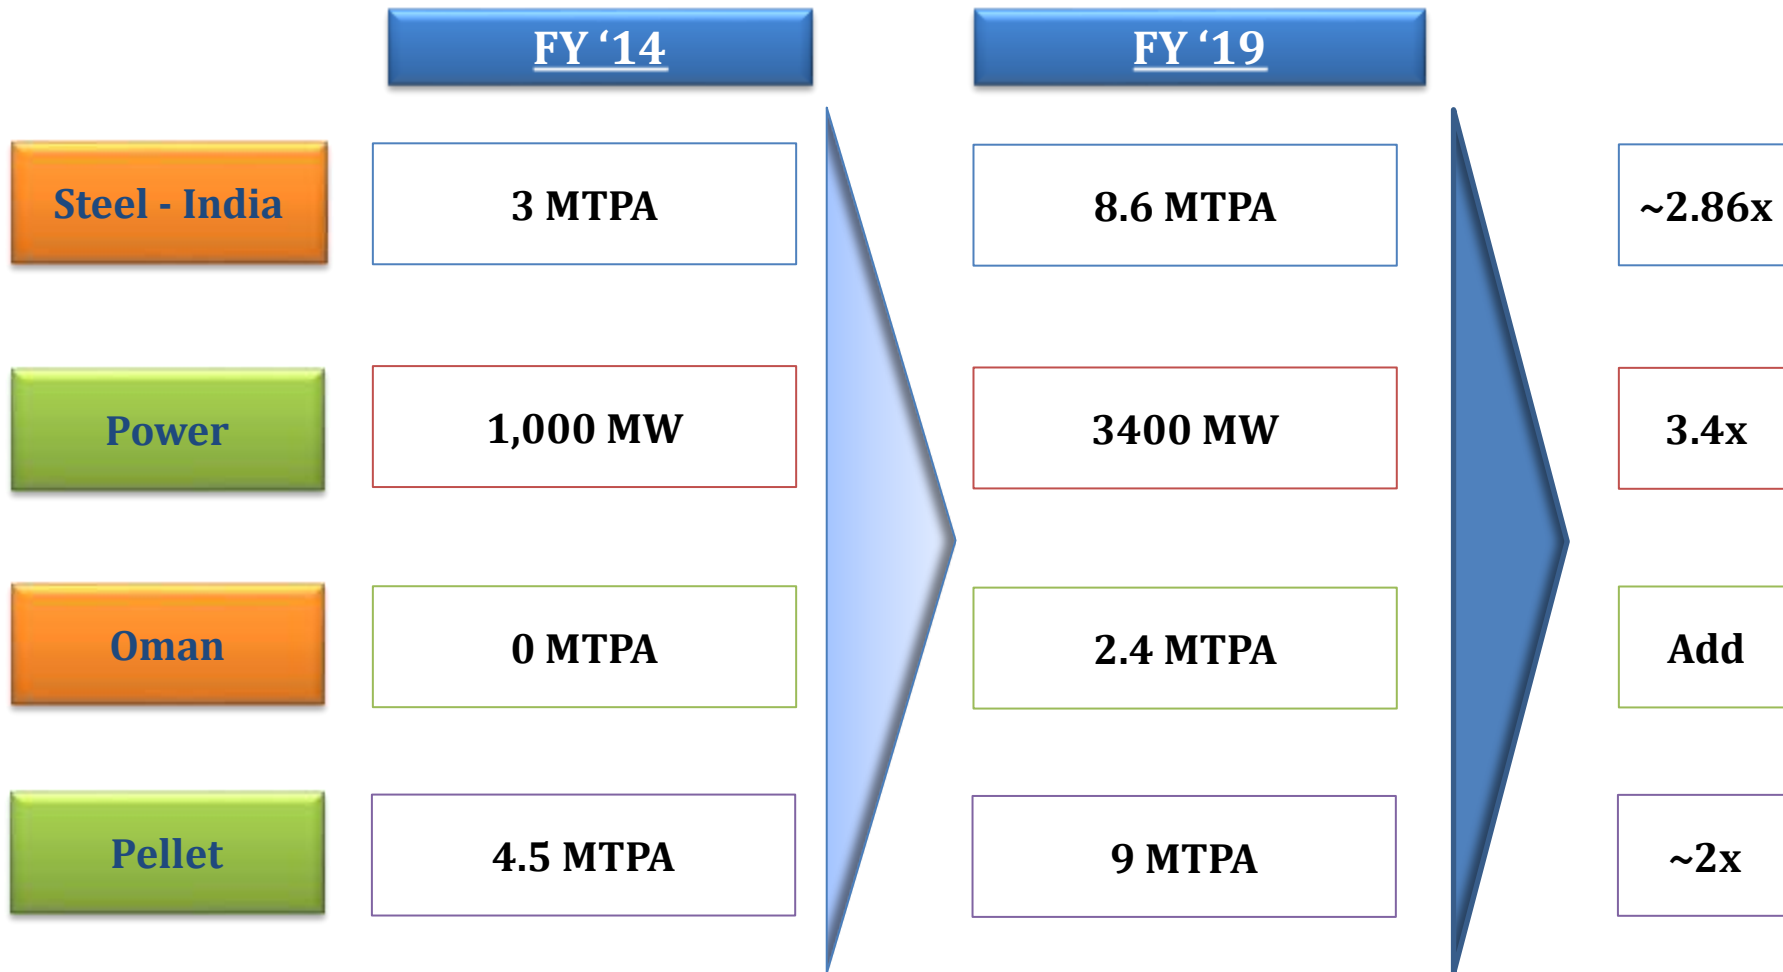 FY ‘14 FY ‘19
Steel - India 3 MTPA 8.6 MTPA ~2.86x
Power 1,000 MW 3400 MW 3.4x
Oman 0 MTPA 2.4 MTPA Add
Pellet 4.5 MTPA 9 MTPA ~2x